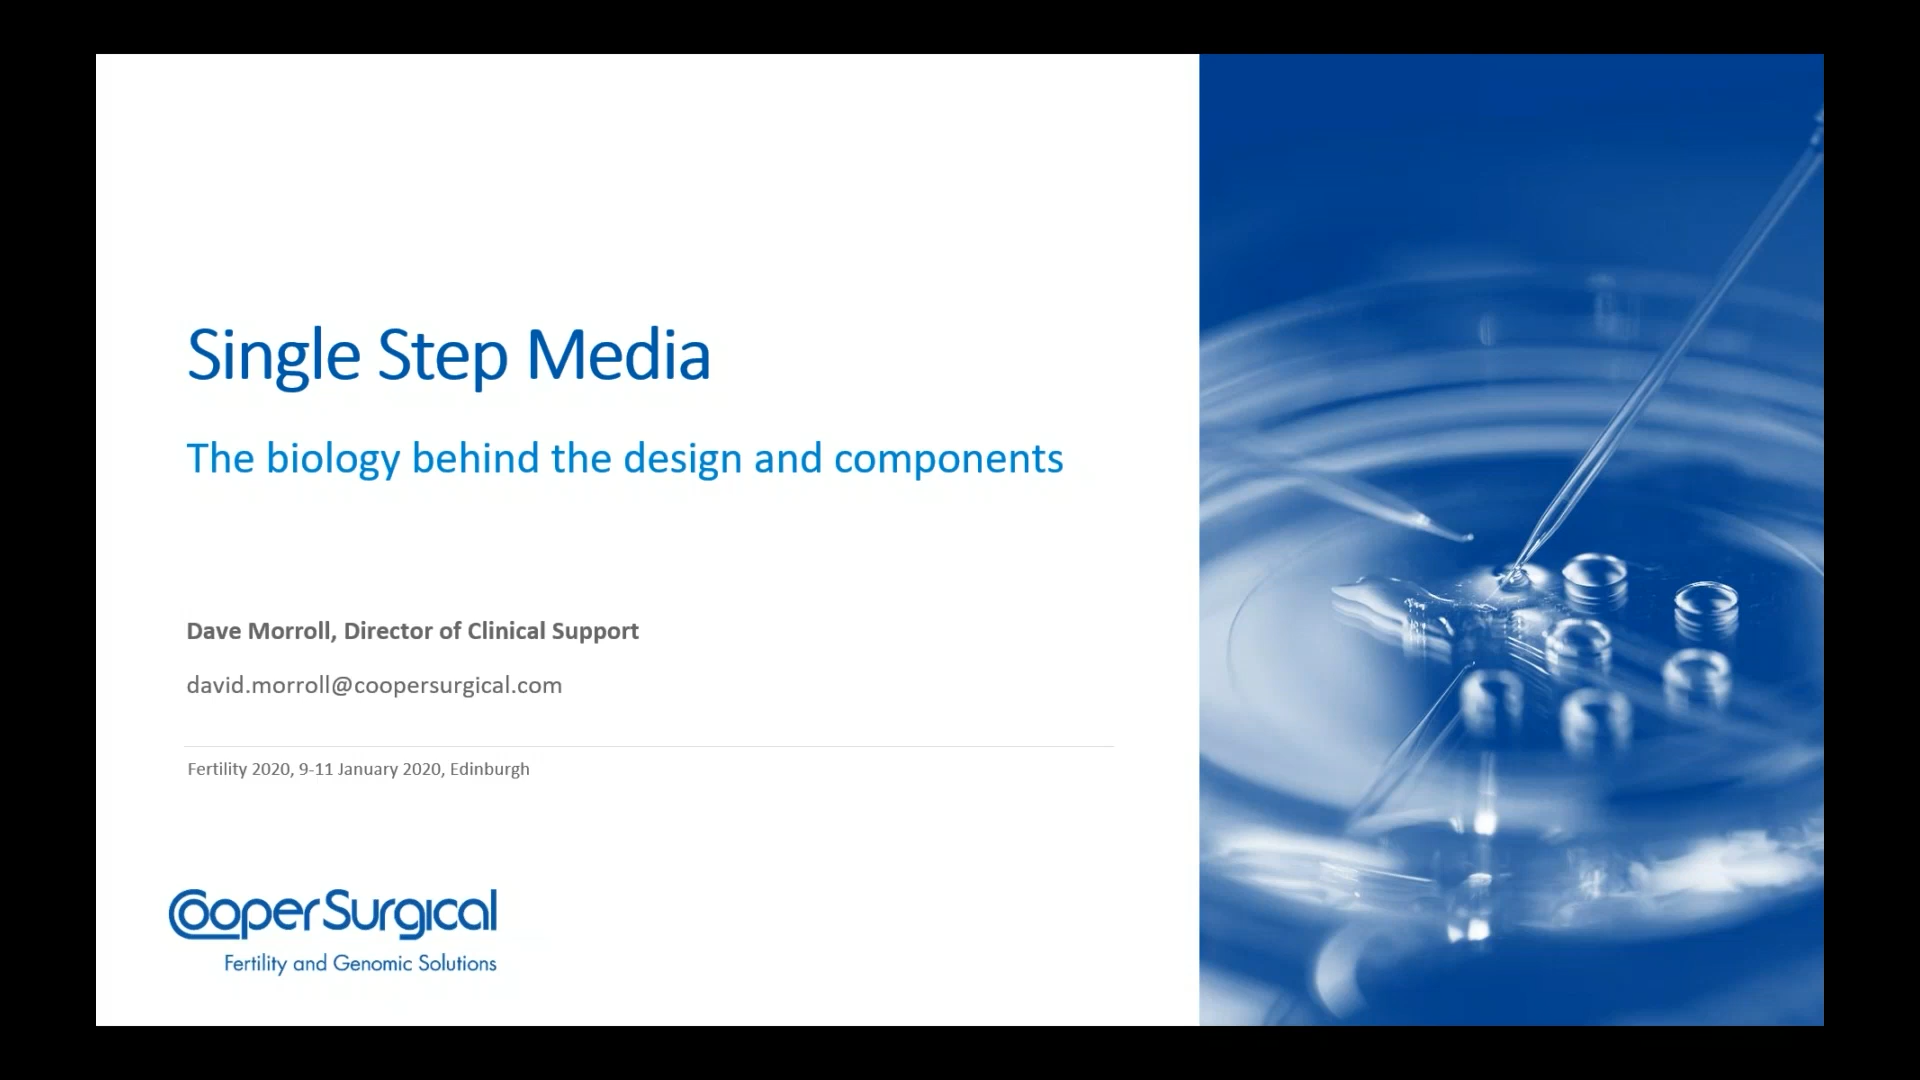 Single Step Media
The biology behind the design and components
Dave Morroll, Director of Clinical Support
david.morroll@coopersurgical.com
Fertility 2020, 9-11 January 2020, Edinburgh
CooperSurgical
Fertility and Genomic Solutions